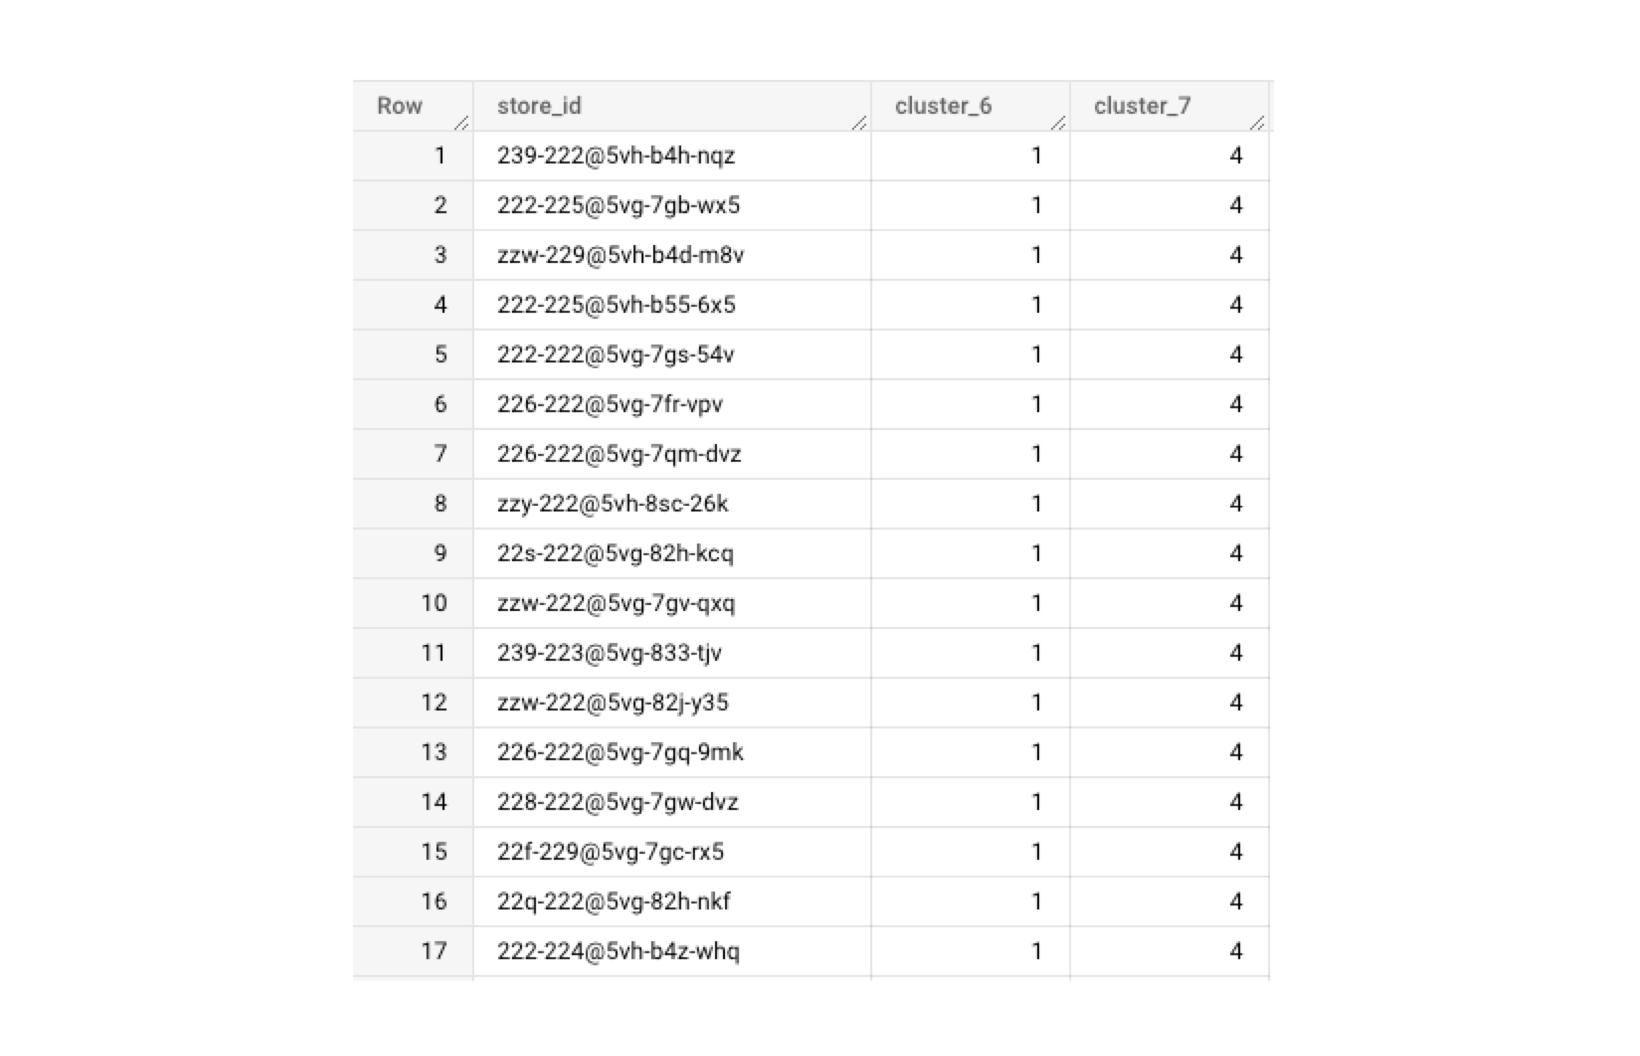 Row store_id cluster_6 cluster_7
1 239-222@5vh-b4h-nqz 1 4
2 222-225@5vg-7gb-wx5 1 4
3 zzw-229@5vh-b4d-m8v 1 4
4 222-225@5vh-b55-6x5 1 4
5 222-222@5vg-7gs-54v 1 4
6 226-222@5vg-7fr-vpv 1 4
7 226-222@5vg-7qm-dvz 1 4
8 zzy-222@5vh-8sc-26k 1 4
9 22s-222@5vg-82h-kcq 1 4
10 zzw-222@5vg-7gv-qxq 1 4
11 239-223@5vg-833-tjv 1 4
12 zzw-222@5vg-82j-y35 1 4
13 226-222@5vg-7gq-9mk 1 4
14 228-222@5vg-7gw-dvz 1 4
15 22f-229@5vg-7gc-rx5 1 4
16 22q-222@5vg-82h-nkf 1 4
17 222-224@5vh-b4z-whq 1 4